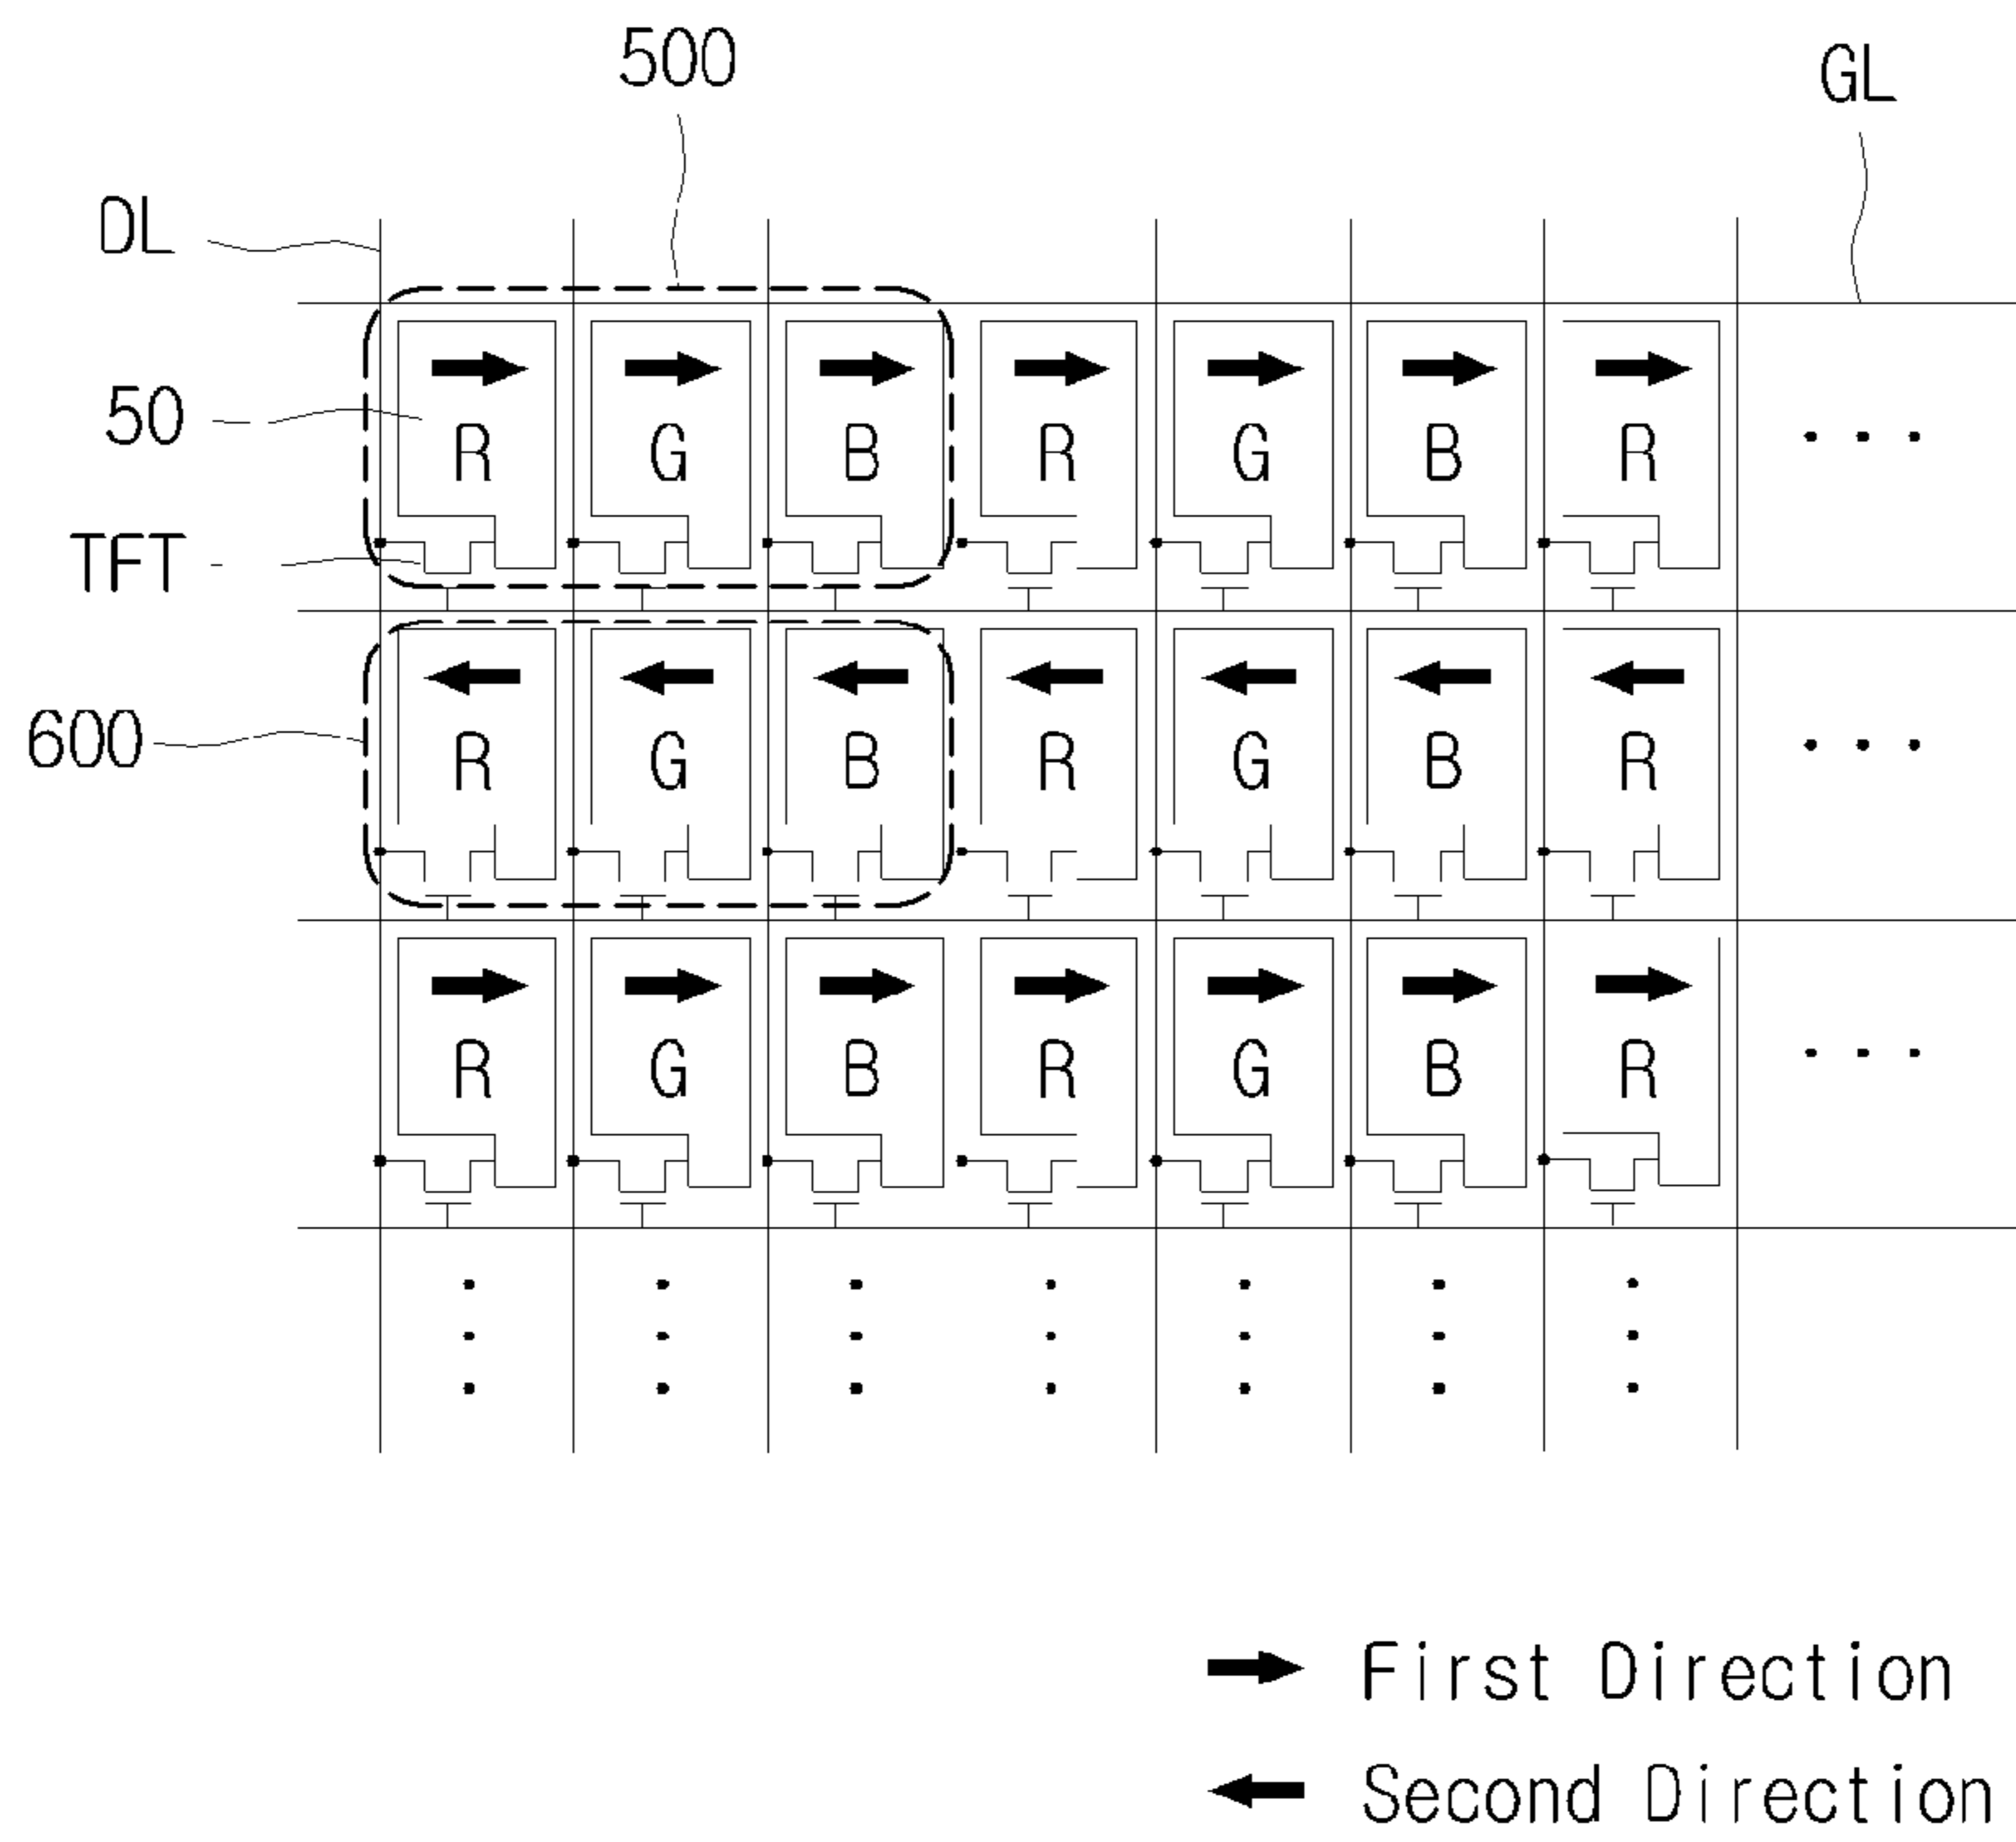 500
GL
DL
50
R G B R G B R
TFT
600
R G B R G B R
R G B R G B R
First Direction
Second Direction